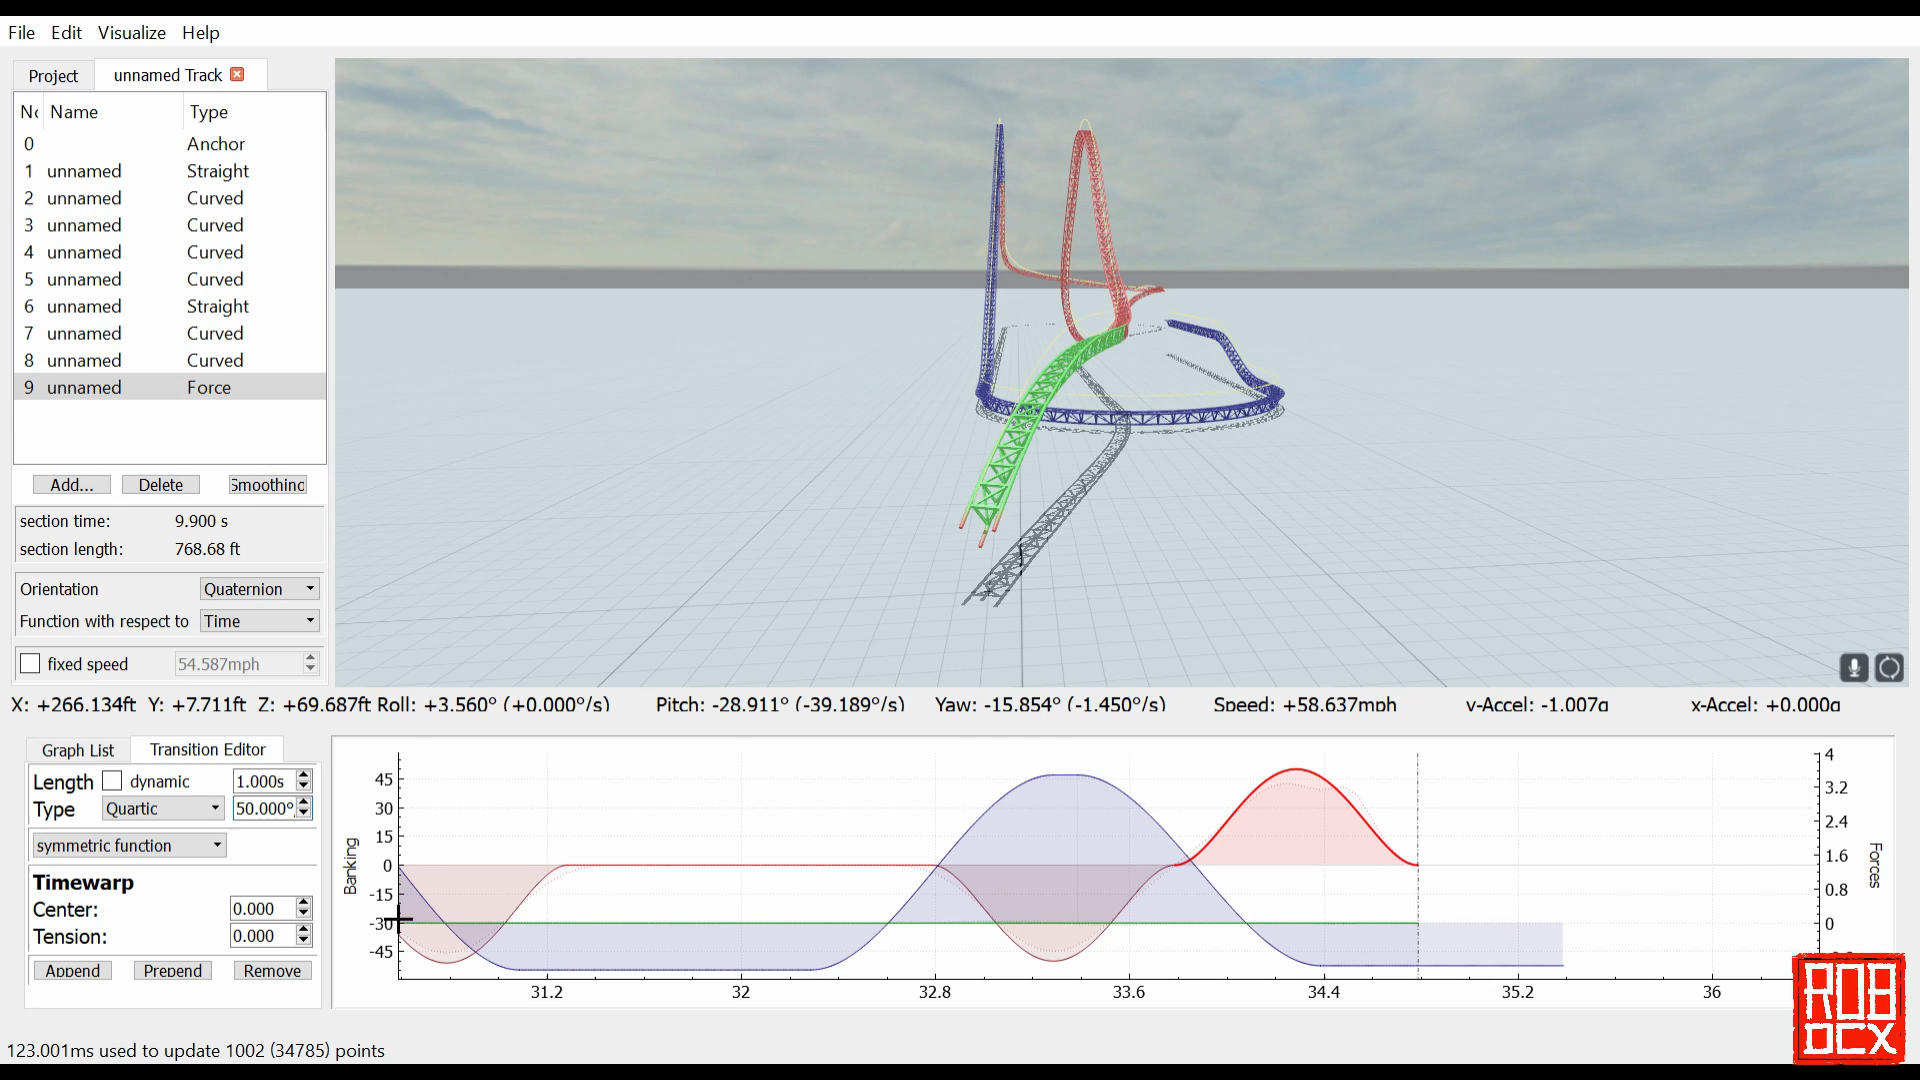 File Edit Visualize Help
Project unnamed Track
Name Type
0 Anchor
1 unnamed Straight
2 unnamed Curved
3 unnamed Curved
4 unnamed Curved
5 unnamed Curved
6 unnamed Straight
7 unnamed Curved
8 unnamed Curved
9 unnamed Force
Add... Delete Smoothing
section time: 9.900 s
section length: 768.68 ft
Orientation Quaternion
Function with respect to Time
fixed speed 54.587mph
X: +266.134ft Y: +7.711ft Z: +69.687ft Roll: +3.560° (+0.000°/s) Pitch: -28.911° (-39.189°/s) Yaw: -15.854° (-1.450°/s) Speed: +58.637mph y-Accel: -1.007g x-Accel: +0.000g
Graph List Transition Editor
Length dynamic 1.000s
Type Quartic 50.000°
symmetric function
Timewarp
Center: 0.000
Tension: 0.000
Append Prepend Remove
Banking
45
30
15
0
-15
-30
-45
31.2 32 32.8 33.6 34.4 35.2 36
4
3.2
2.4
1.6
0.8
0
Forces
123.001ms used to update 1002 (34785) points
ROB
OCX